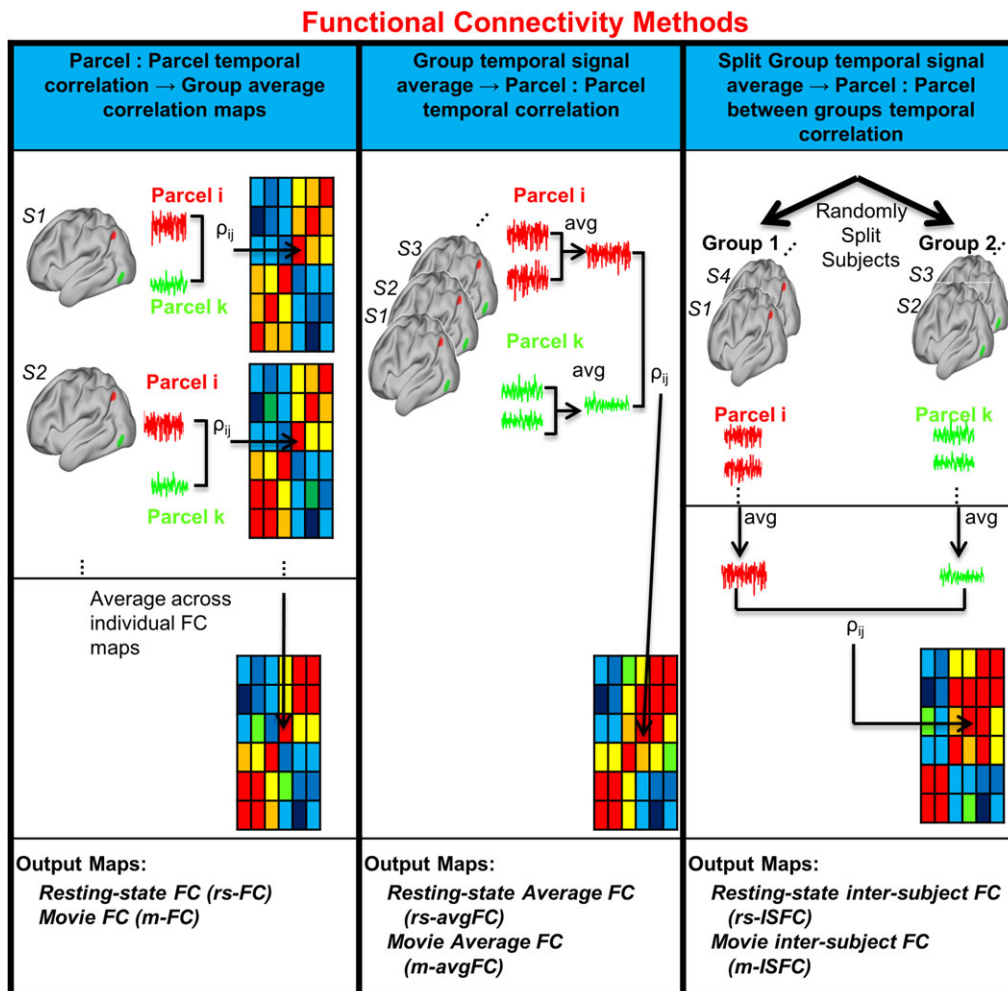 Functional Connectivity Methods
Parcel : Parcel temporal
correlation → Group average
correlation maps
S1
Parcel i
ρij
Parcel k
S2
Parcel i
ρij
Parcel k
Average across
individual FC
maps
Output Maps:
Resting-state FC (rs-FC)
Movie FC (m-FC)
Group temporal signal
average → Parcel : Parcel
temporal correlation
Parcel i
avg
S3
S2
S1
Parcel k
avg
ρij
Output Maps:
Resting-state Average FC
(rs-avgFC)
Movie Average FC
(m-avgFC)
Split Group temporal signal
average → Parcel : Parcel
between groups temporal
correlation
Randomly
Split
Subjects
Group 1
Group 2
S4
S1
S3
S2
Parcel i
Parcel k
avg
avg
ρij
Output Maps:
Resting-state inter-subject FC
(rs-ISFC)
Movie inter-subject FC
(m-ISFC)